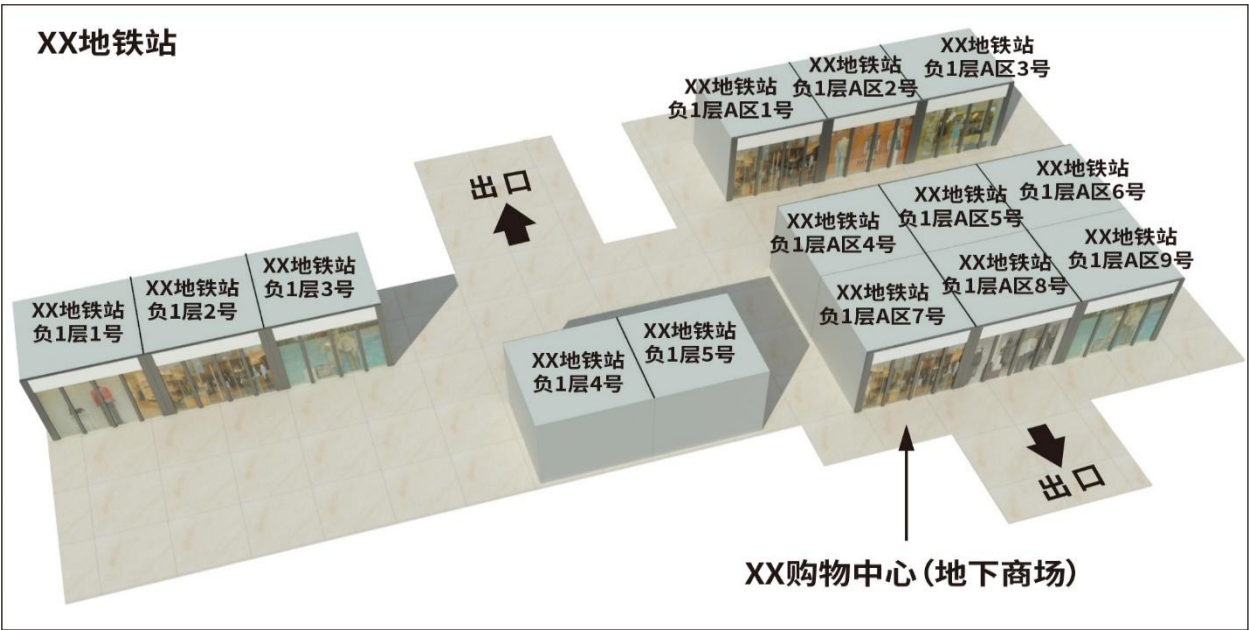 XX地铁站
XX地铁站
负1层A区1号
XX地铁站
负1层A区2号
XX地铁站
负1层A区3号
出口
XX地铁站
负1层A区4号
XX地铁站
负1层A区5号
XX地铁站
负1层A区6号
XX地铁站
负1层A区7号
XX地铁站
负1层A区8号
XX地铁站
负1层A区9号
XX地铁站
负1层1号
XX地铁站
负1层2号
XX地铁站
负1层3号
XX地铁站
负1层4号
XX地铁站
负1层5号
出口
XX购物中心(地下商场)